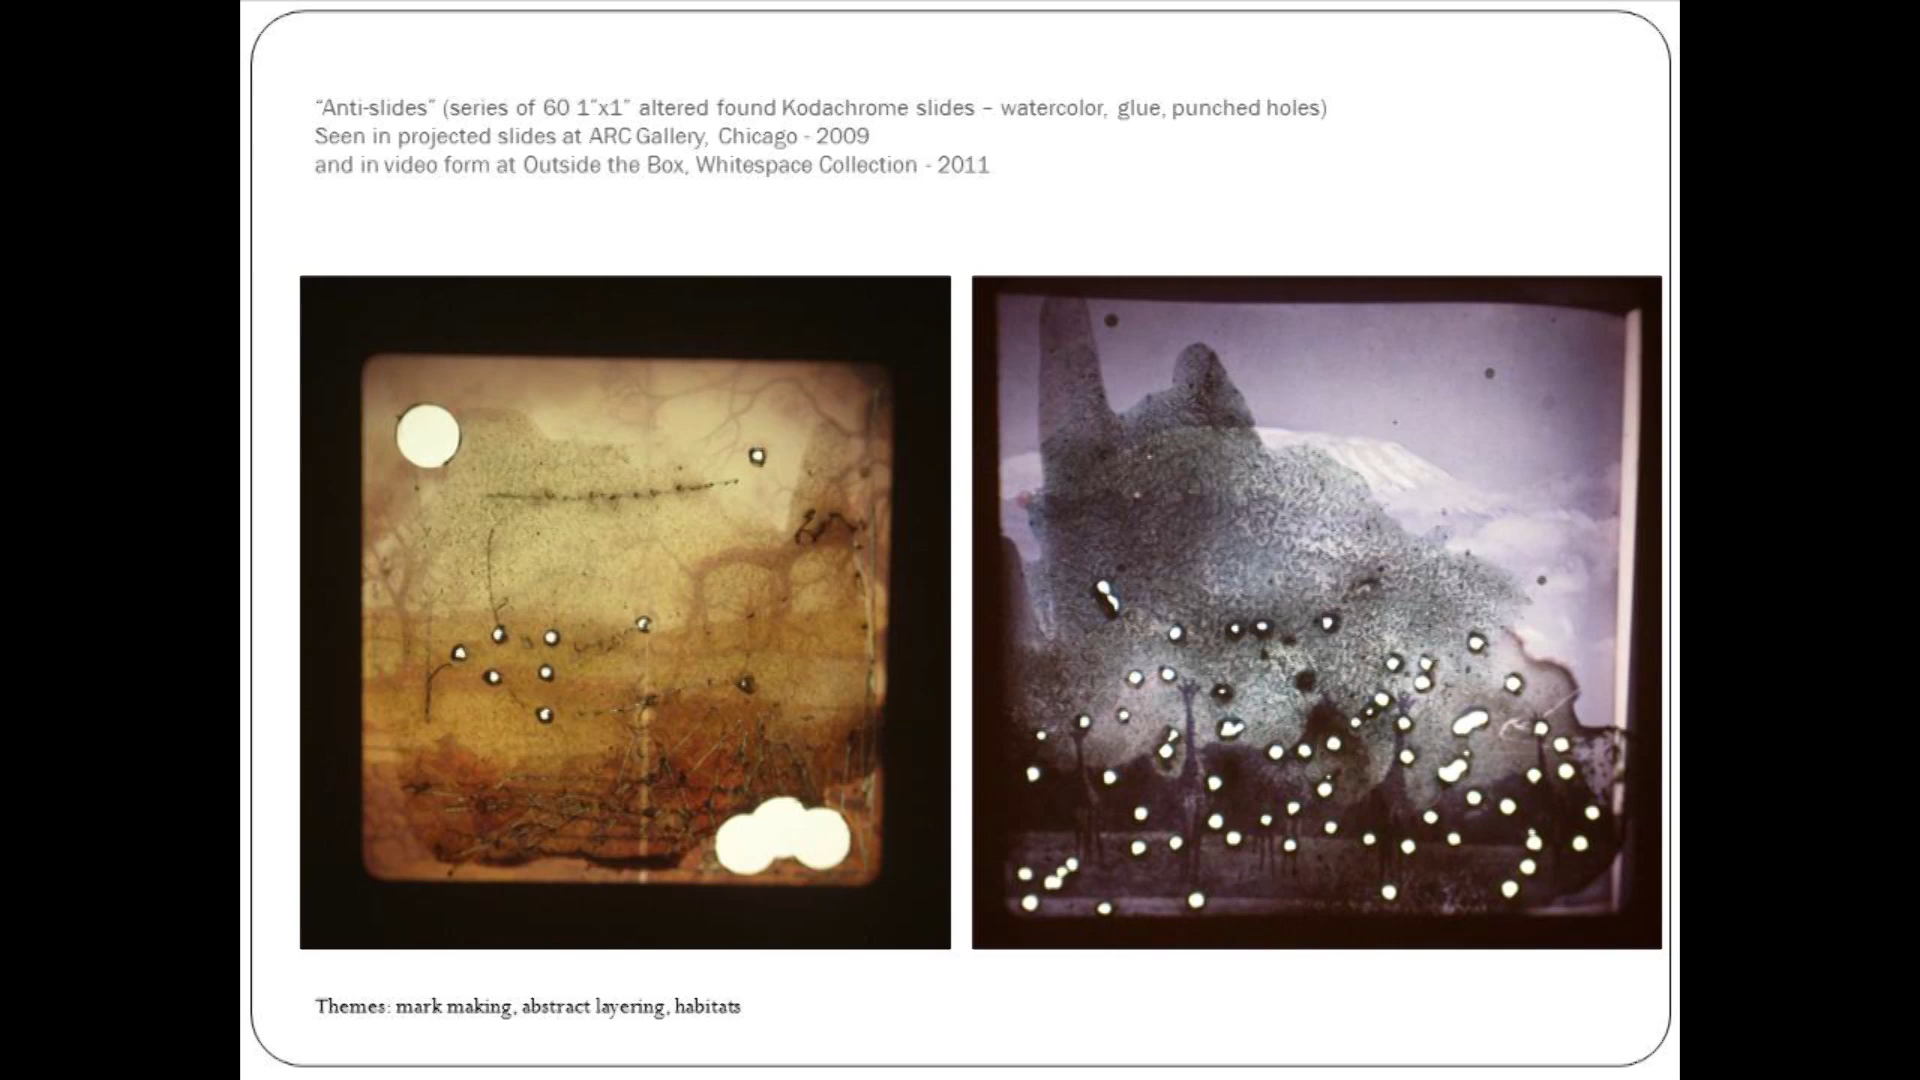 “Anti-slides” (series of 60 1”x1” altered found Kodachrome slides – watercolor, glue, punched holes)
Seen in projected slides at ARC Gallery, Chicago - 2009
and in video form at Outside the Box, Whitespace Collection - 2011
Themes: mark making, abstract layering, habitats